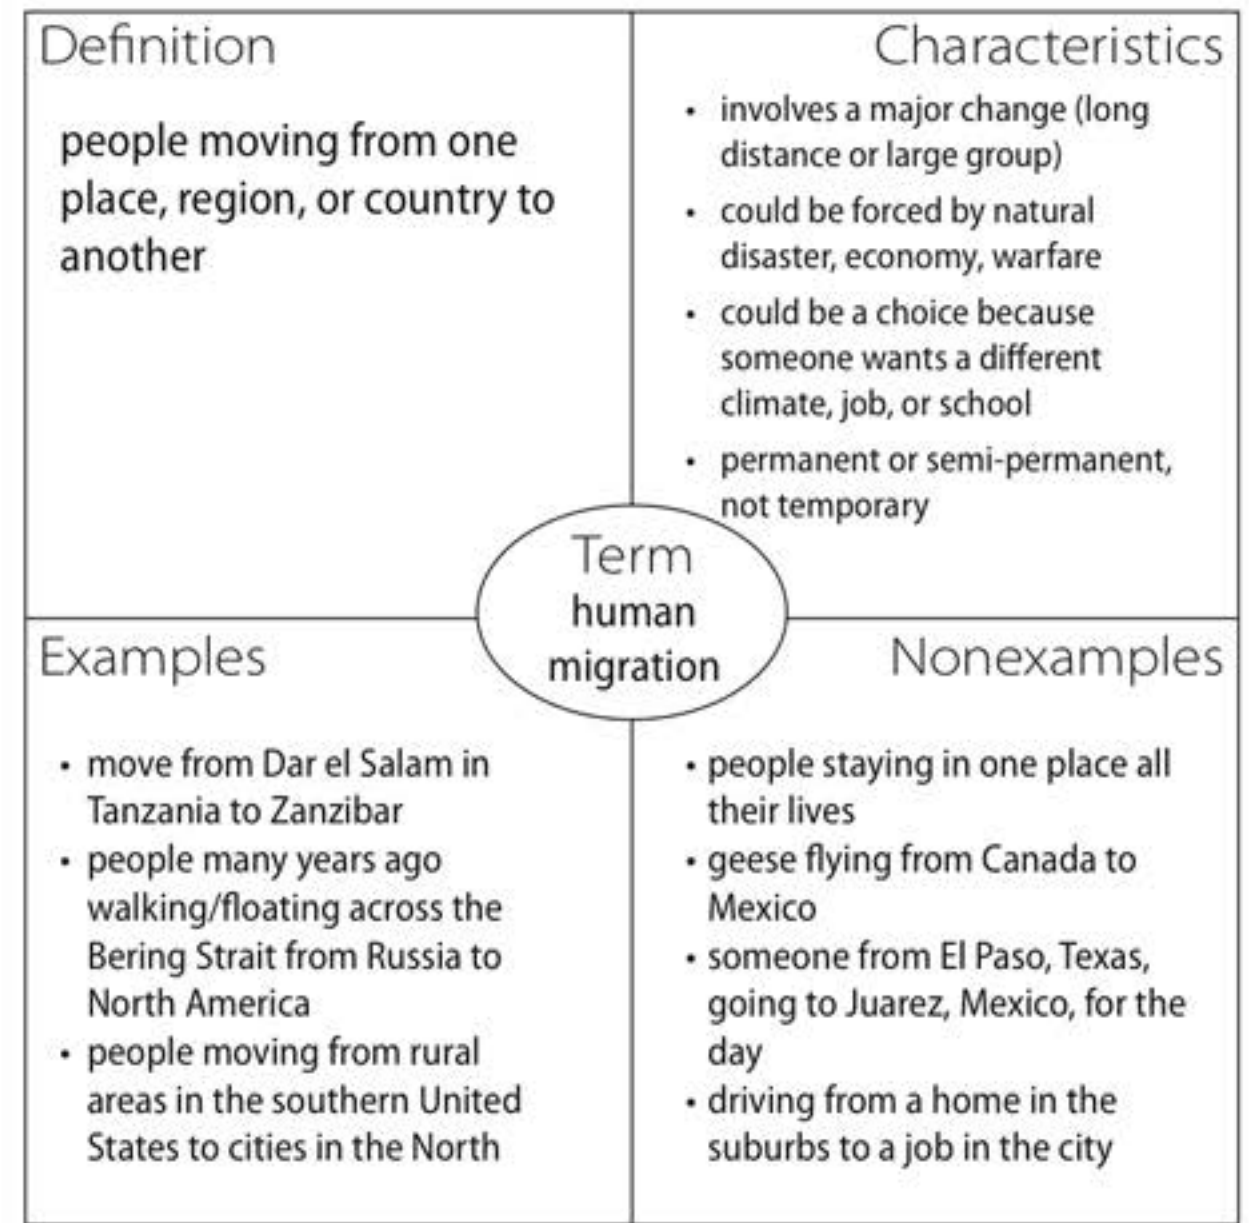 Definition
people moving from one
place, region, or country to
another
Characteristics
• involves a major change (long
distance or large group)
• could be forced by natural
disaster, economy, warfare
• could be a choice because
someone wants a different
climate, job, or school
• permanent or semi-permanent,
not temporary
Term
human
migration
Examples
• move from Dar el Salam in
Tanzania to Zanzibar
• people many years ago
walking/floating across the
Bering Strait from Russia to
North America
• people moving from rural
areas in the southern United
States to cities in the North
Nonexamples
• people staying in one place all
their lives
• geese flying from Canada to
Mexico
• someone from El Paso, Texas,
going to Juarez, Mexico, for the
day
• driving from a home in the
suburbs to a job in the city